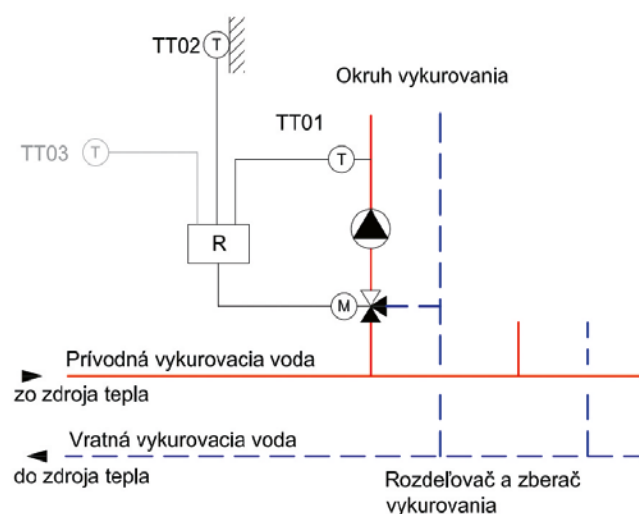 TT02
T
Okruh vykurovania
TT01
TT03
T
T
R
M
Prívodná vykurovacia voda
zo zdroja tepla
Vratná vykurovacia voda
do zdroja tepla
Rozdeľovač a zberač
vykurovania